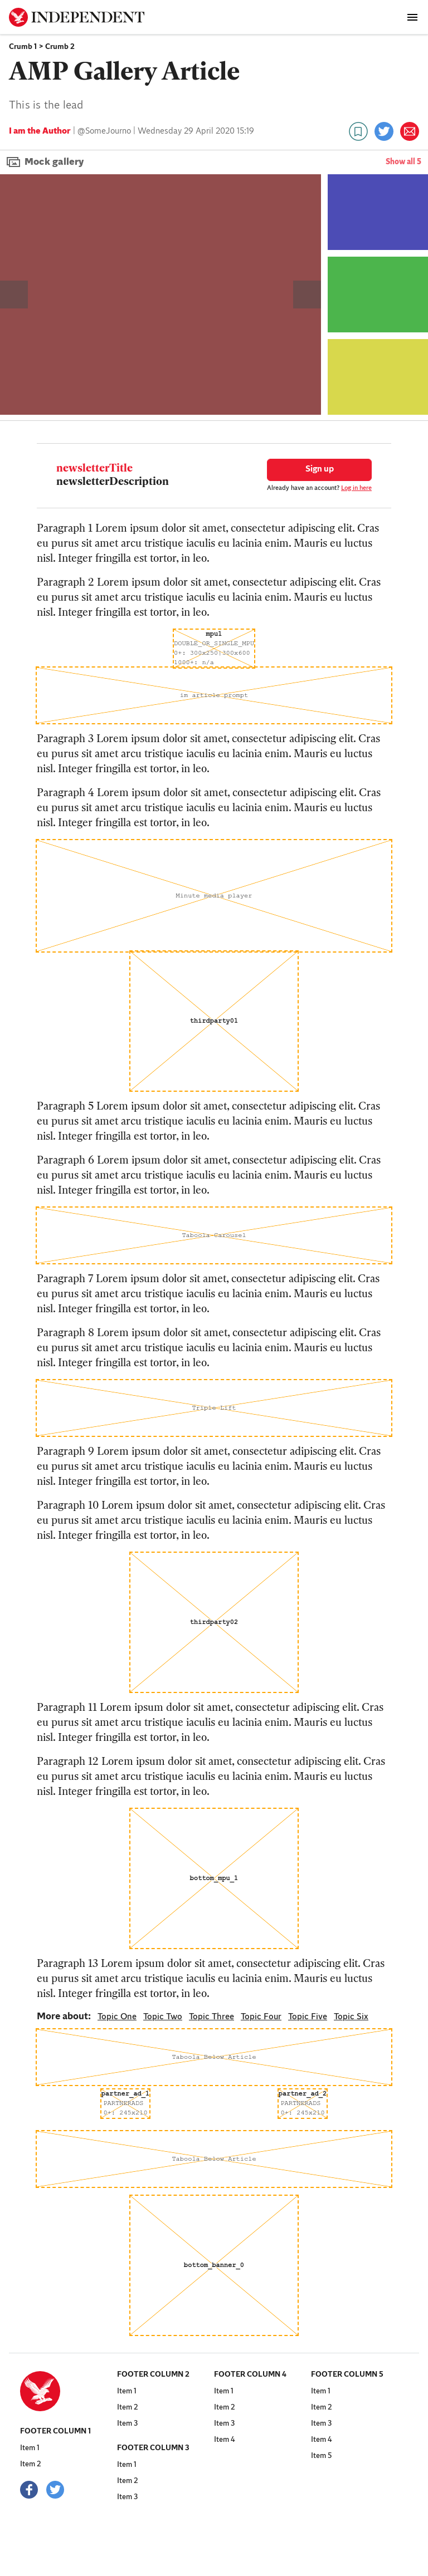 INDEPENDENT
Crumb 1 > Crumb 2
AMP Gallery Article
This is the lead
I am the Author | @SomeJourno | Wednesday 29 April 2020 15:19
Mock gallery
Show all 5
newsletterTitle
newsletterDescription
Sign up
Already have an account? Log in here
Paragraph 1 Lorem ipsum dolor sit amet, consectetur adipiscing elit. Cras
eu purus sit amet arcu tristique iaculis eu lacinia enim. Mauris eu luctus
nisl. Integer fringilla est tortor, in leo.
Paragraph 2 Lorem ipsum dolor sit amet, consectetur adipiscing elit. Cras
eu purus sit amet arcu tristique iaculis eu lacinia enim. Mauris eu luctus
nisl. Integer fringilla est tortor, in leo.
mpu1
DOUBLE_OR_SINGLE_MPU
0+: 300x250|300x600
1000+: n/a
im article prompt
Paragraph 3 Lorem ipsum dolor sit amet, consectetur adipiscing elit. Cras
eu purus sit amet arcu tristique iaculis eu lacinia enim. Mauris eu luctus
nisl. Integer fringilla est tortor, in leo.
Paragraph 4 Lorem ipsum dolor sit amet, consectetur adipiscing elit. Cras
eu purus sit amet arcu tristique iaculis eu lacinia enim. Mauris eu luctus
nisl. Integer fringilla est tortor, in leo.
Minute media player
thirdparty01
Paragraph 5 Lorem ipsum dolor sit amet, consectetur adipiscing elit. Cras
eu purus sit amet arcu tristique iaculis eu lacinia enim. Mauris eu luctus
nisl. Integer fringilla est tortor, in leo.
Paragraph 6 Lorem ipsum dolor sit amet, consectetur adipiscing elit. Cras
eu purus sit amet arcu tristique iaculis eu lacinia enim. Mauris eu luctus
nisl. Integer fringilla est tortor, in leo.
Taboola Carousel
Paragraph 7 Lorem ipsum dolor sit amet, consectetur adipiscing elit. Cras
eu purus sit amet arcu tristique iaculis eu lacinia enim. Mauris eu luctus
nisl. Integer fringilla est tortor, in leo.
Paragraph 8 Lorem ipsum dolor sit amet, consectetur adipiscing elit. Cras
eu purus sit amet arcu tristique iaculis eu lacinia enim. Mauris eu luctus
nisl. Integer fringilla est tortor, in leo.
Triple Lift
Paragraph 9 Lorem ipsum dolor sit amet, consectetur adipiscing elit. Cras
eu purus sit amet arcu tristique iaculis eu lacinia enim. Mauris eu luctus
nisl. Integer fringilla est tortor, in leo.
Paragraph 10 Lorem ipsum dolor sit amet, consectetur adipiscing elit. Cras
eu purus sit amet arcu tristique iaculis eu lacinia enim. Mauris eu luctus
nisl. Integer fringilla est tortor, in leo.
thirdparty02
Paragraph 11 Lorem ipsum dolor sit amet, consectetur adipiscing elit. Cras
eu purus sit amet arcu tristique iaculis eu lacinia enim. Mauris eu luctus
nisl. Integer fringilla est tortor, in leo.
Paragraph 12 Lorem ipsum dolor sit amet, consectetur adipiscing elit. Cras
eu purus sit amet arcu tristique iaculis eu lacinia enim. Mauris eu luctus
nisl. Integer fringilla est tortor, in leo.
bottom_mpu_1
Paragraph 13 Lorem ipsum dolor sit amet, consectetur adipiscing elit. Cras
eu purus sit amet arcu tristique iaculis eu lacinia enim. Mauris eu luctus
nisl. Integer fringilla est tortor, in leo.
More about: Topic One Topic Two Topic Three Topic Four Topic Five Topic Six
Taboola Below Article
partner_ad_1
PARTNERADS
0+: 245x210
partner_ad_2
PARTNERADS
0+: 245x210
Taboola Below Article
bottom_banner_0
FOOTER COLUMN 1
Item 1
Item 2
FOOTER COLUMN 2
Item 1
Item 2
Item 3
FOOTER COLUMN 3
Item 1
Item 2
Item 3
FOOTER COLUMN 4
Item 1
Item 2
Item 3
Item 4
FOOTER COLUMN 5
Item 1
Item 2
Item 3
Item 4
Item 5